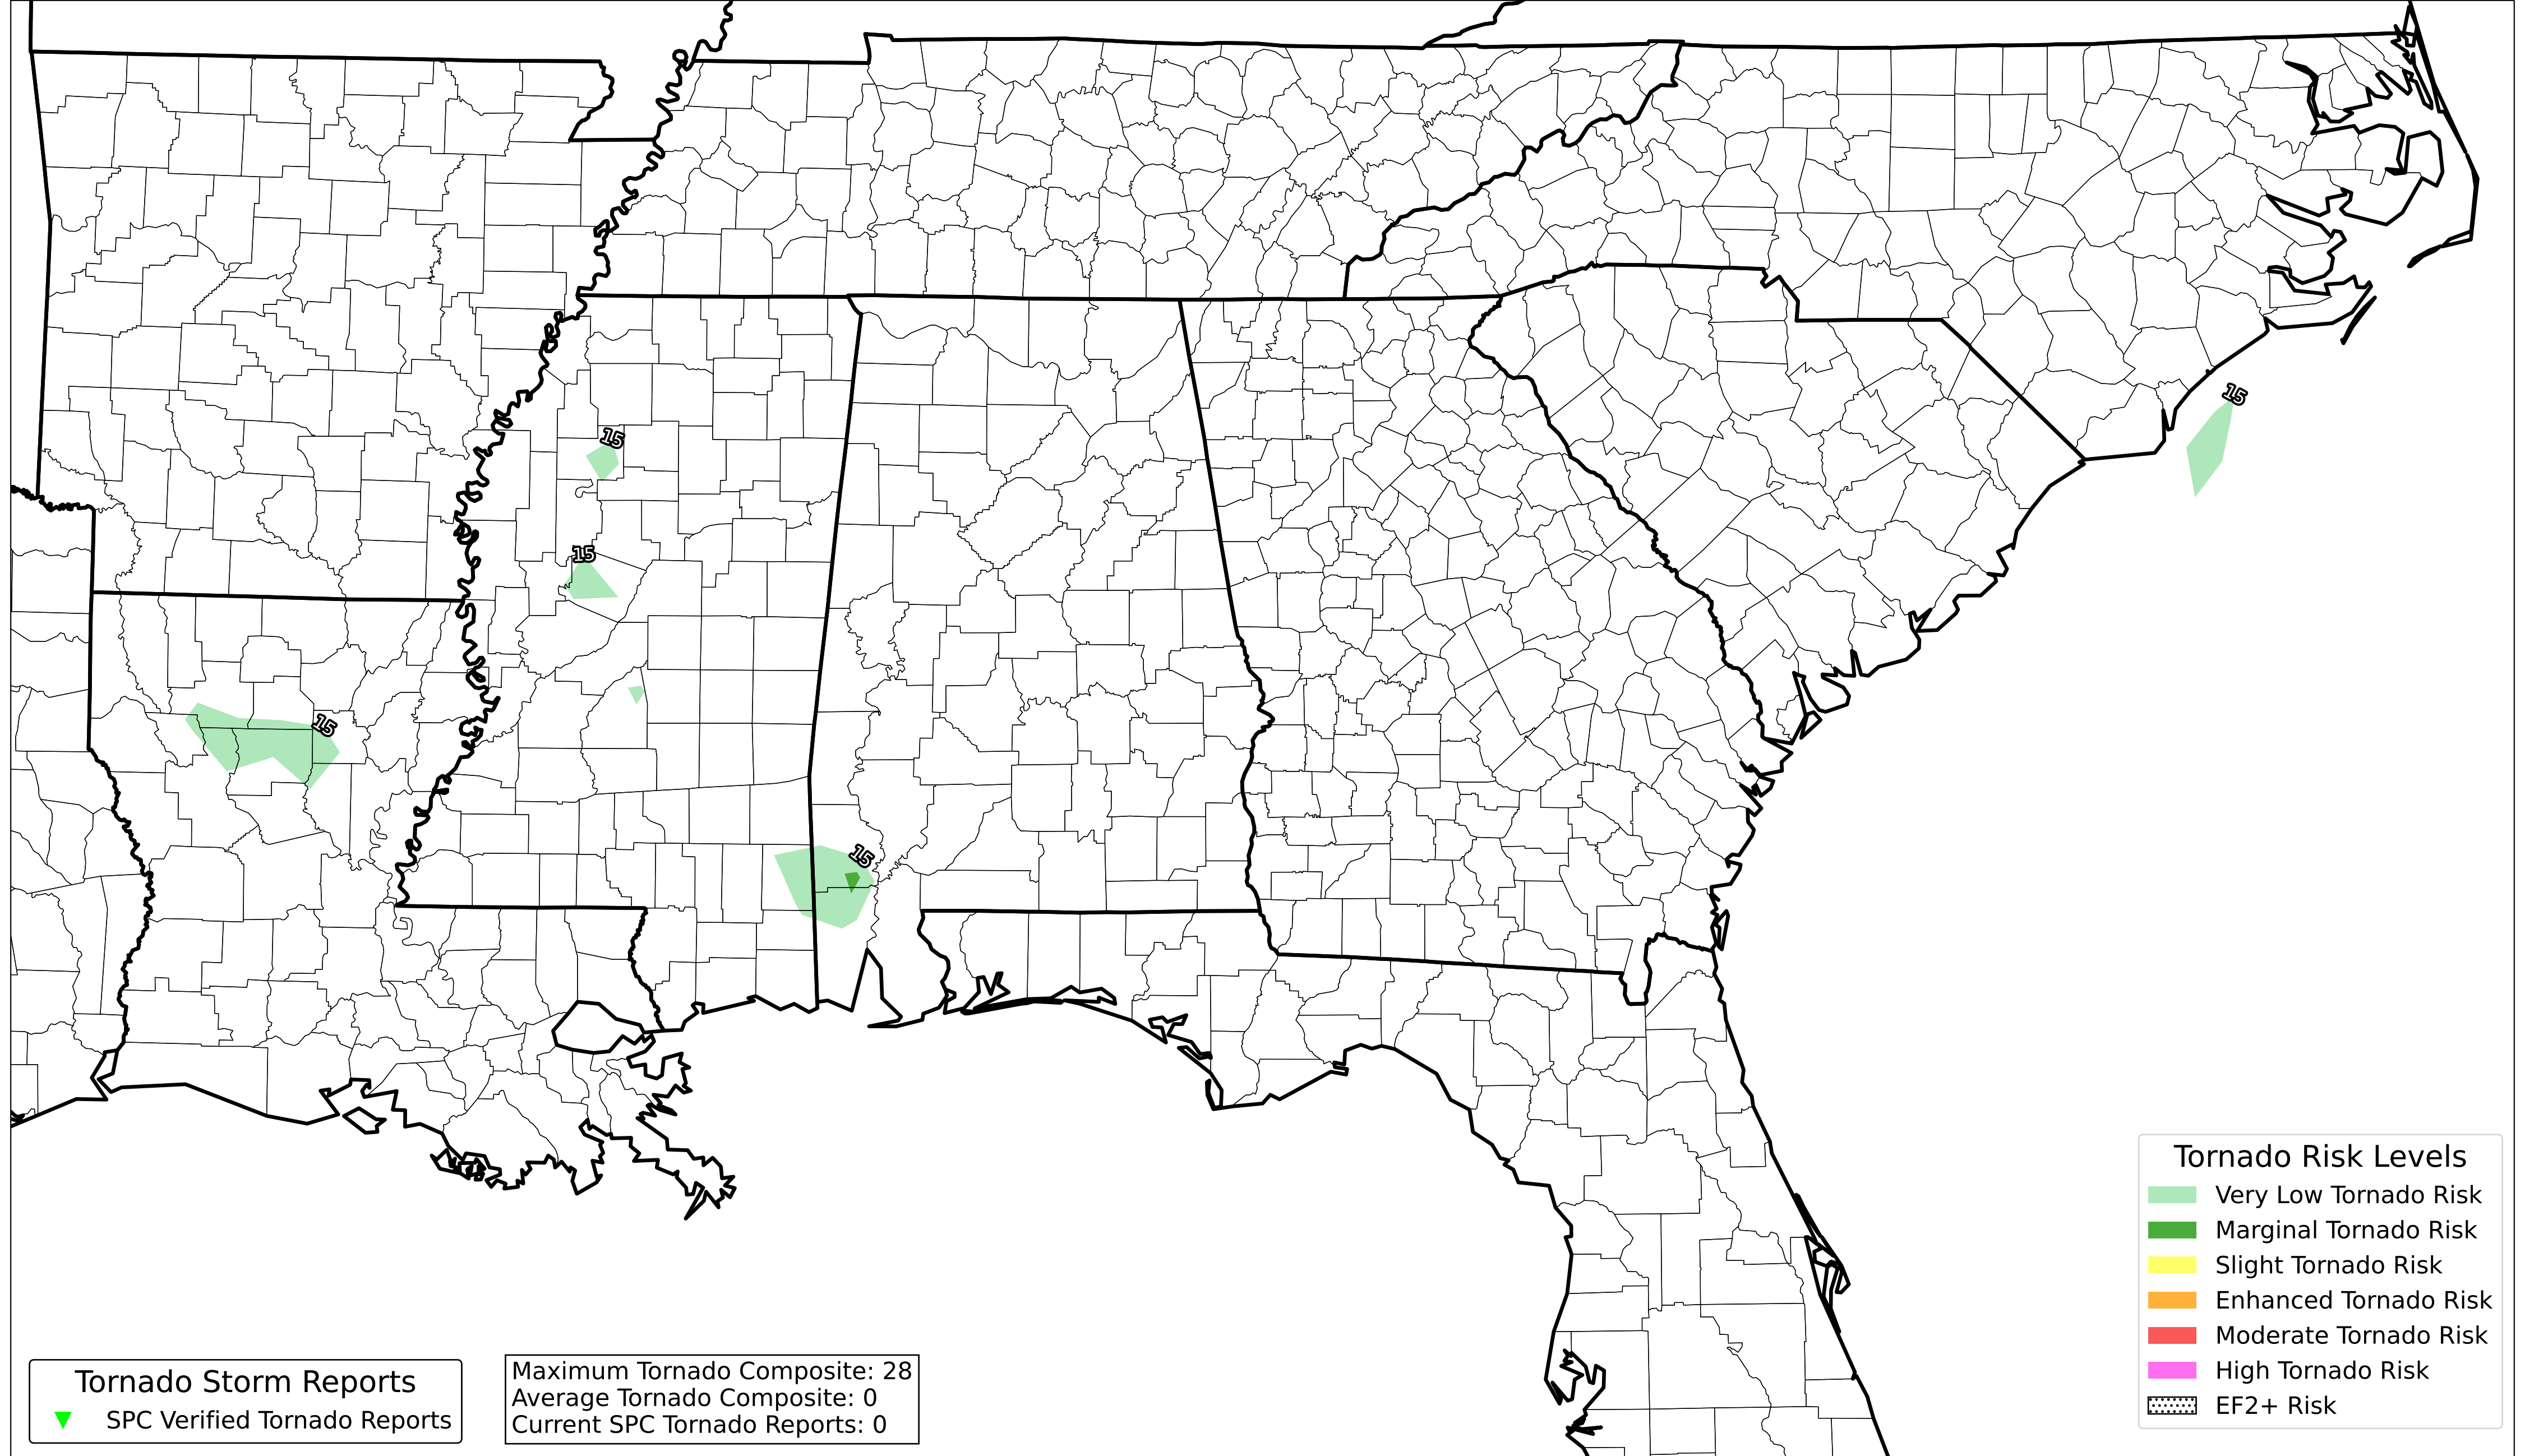 15
15
15
15
15
Tornado Storm Reports
SPC Verified Tornado Reports
Maximum Tornado Composite: 28
Average Tornado Composite: 0
Current SPC Tornado Reports: 0
Tornado Risk Levels
Very Low Tornado Risk
Marginal Tornado Risk
Slight Tornado Risk
Enhanced Tornado Risk
Moderate Tornado Risk
High Tornado Risk
EF2+ Risk